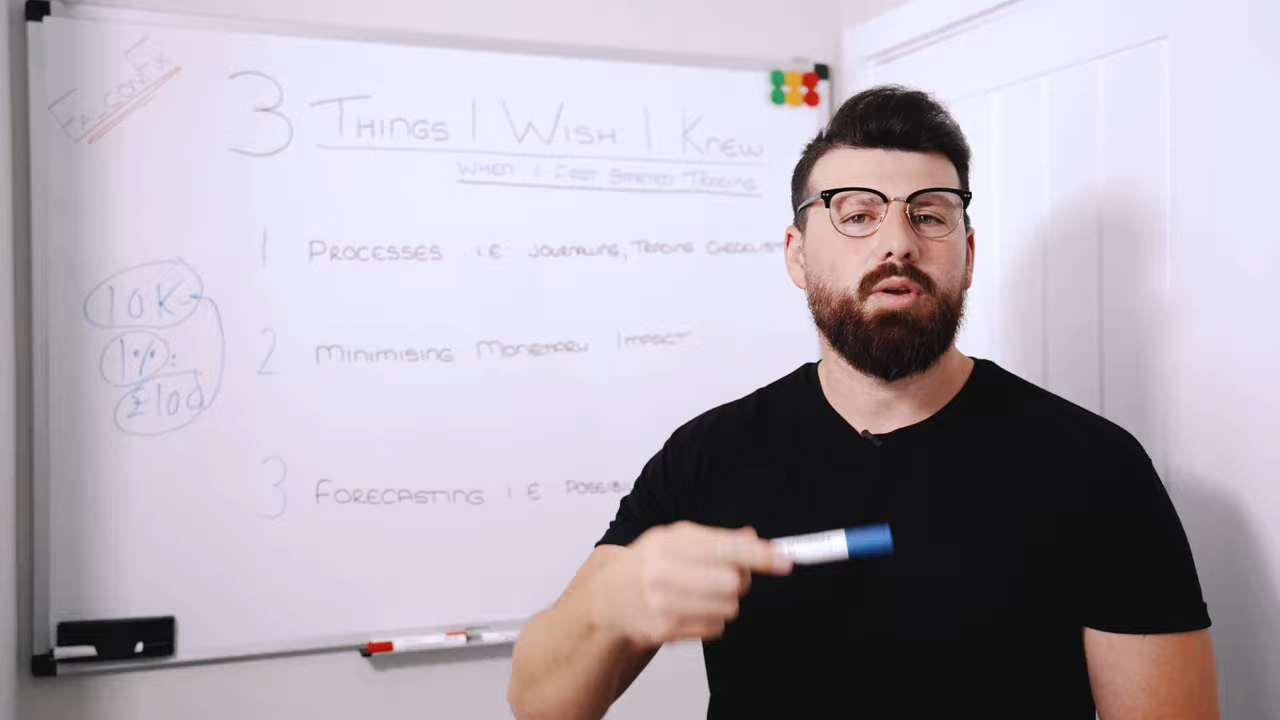 FALCONFX
3 THINGS I WISH I KNEW
WHEN I FIRST STARTED TRADING
1 PROCESSES i.E JOURNALING, TRADING CHECKLIST
10K
1%:
£100
2 MINIMISING MONETARY IMPACT
3 FORECASTING i E